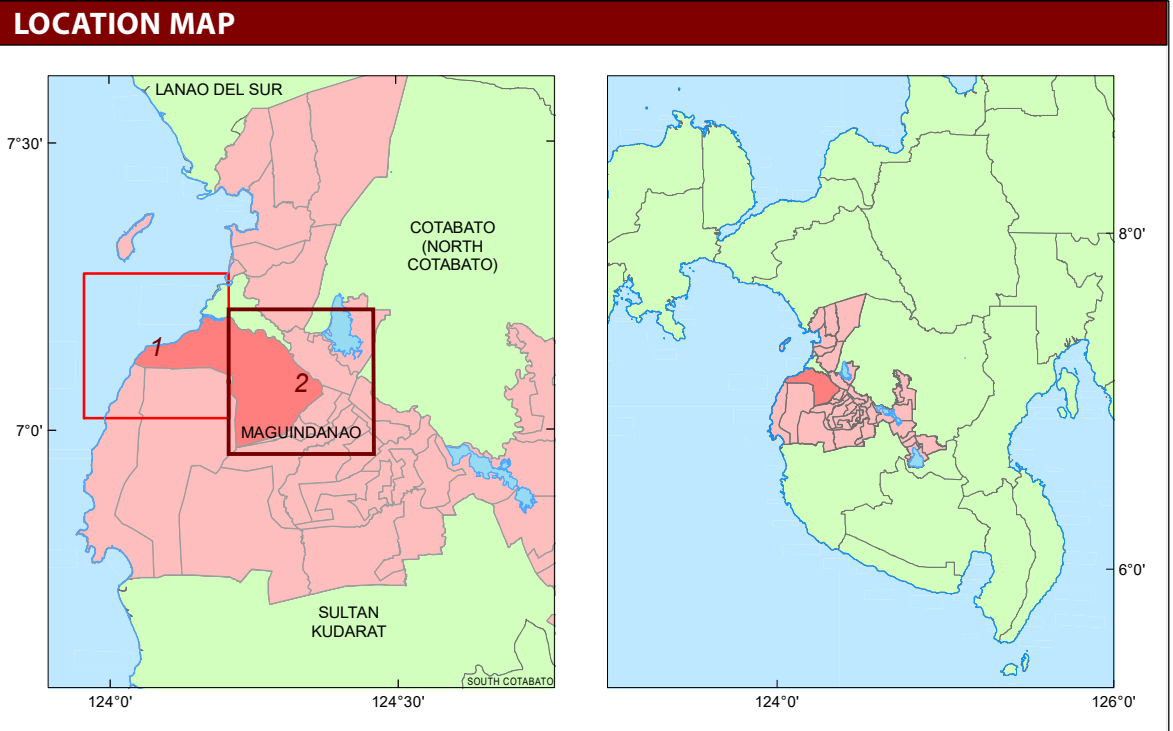 LOCATION MAP
LANAO DEL SUR
7°30'
COTABATO
(NORTH
COTABATO)
1
2
7°0'
MAGUINDANAO
SULTAN
KUDARAT
SOUTH COTABATO
124°0'
124°30'
8°0'
6°0'
124°0'
126°0'